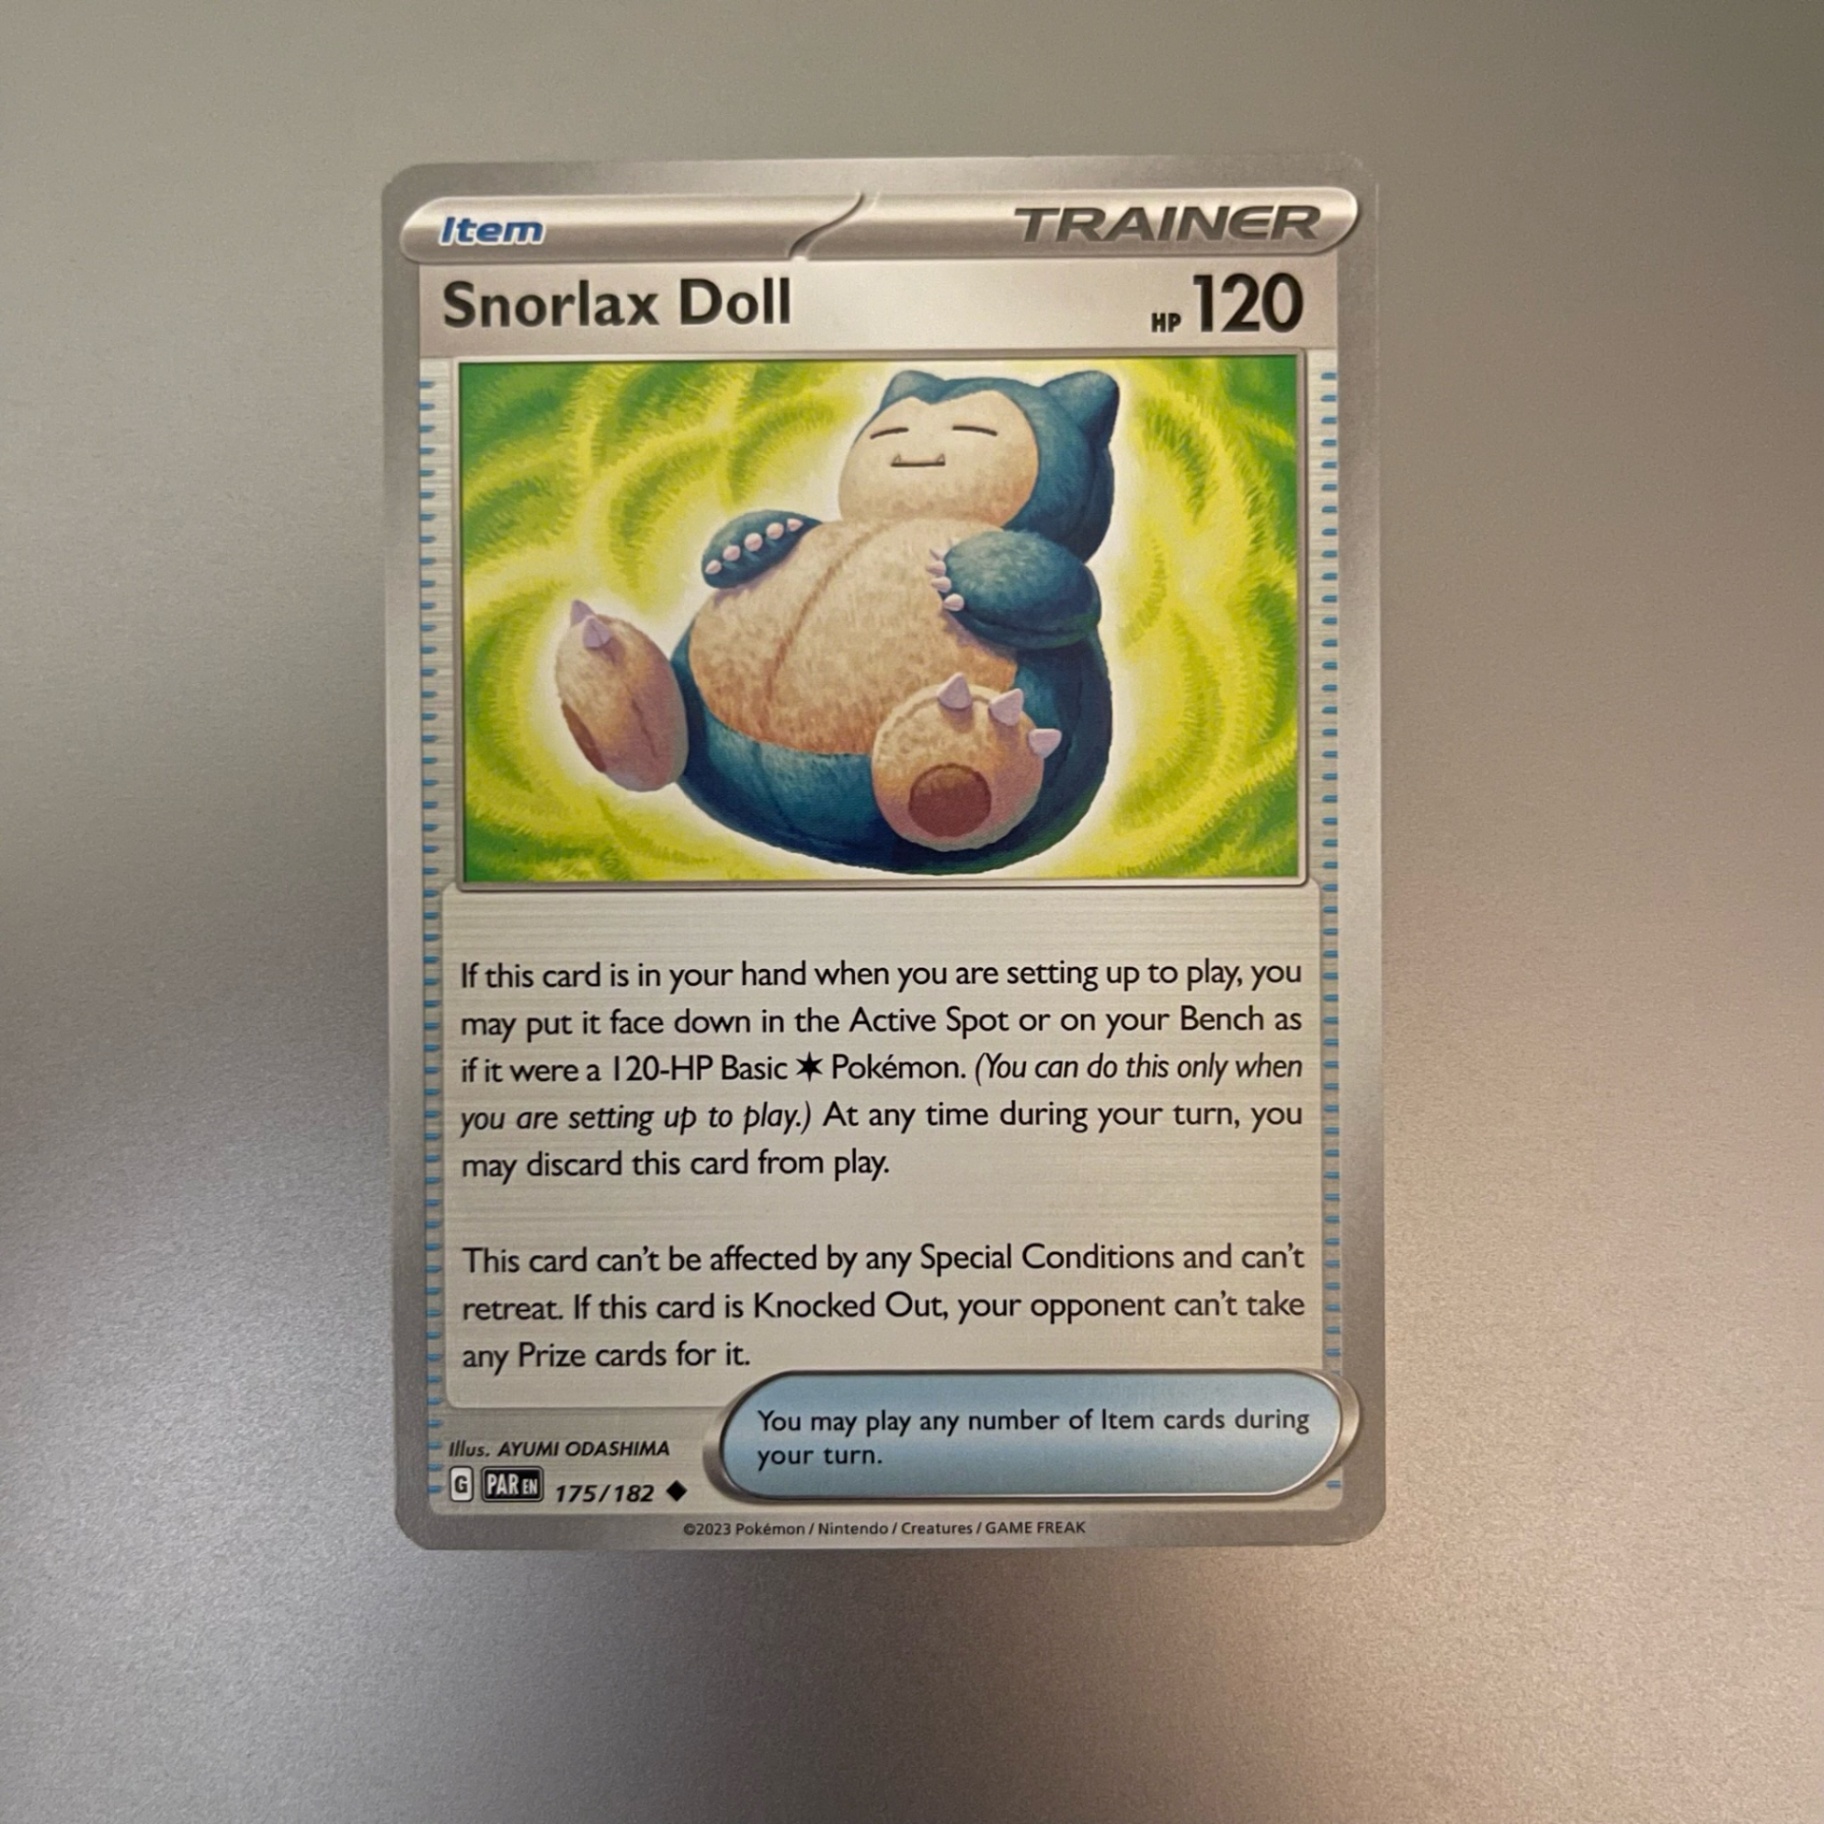 Item
TRAINER
Snorlax Doll
HP 120
If this card is in your hand when you are setting up to play, you
may put it face down in the Active Spot or on your Bench as
if it were a 120-HP Basic Pokémon. (You can do this only when
you are setting up to play.) At any time during your turn, you
may discard this card from play.
This card can't be affected by any Special Conditions and can't
retreat. If this card is Knocked Out, your opponent can't take
any Prize cards for it.
You may play any number of Item cards during
your turn.
Illus. AYUMI ODASHIMA
G PAR EN 175/182
©2023 Pokémon / Nintendo / Creatures / GAME FREAK